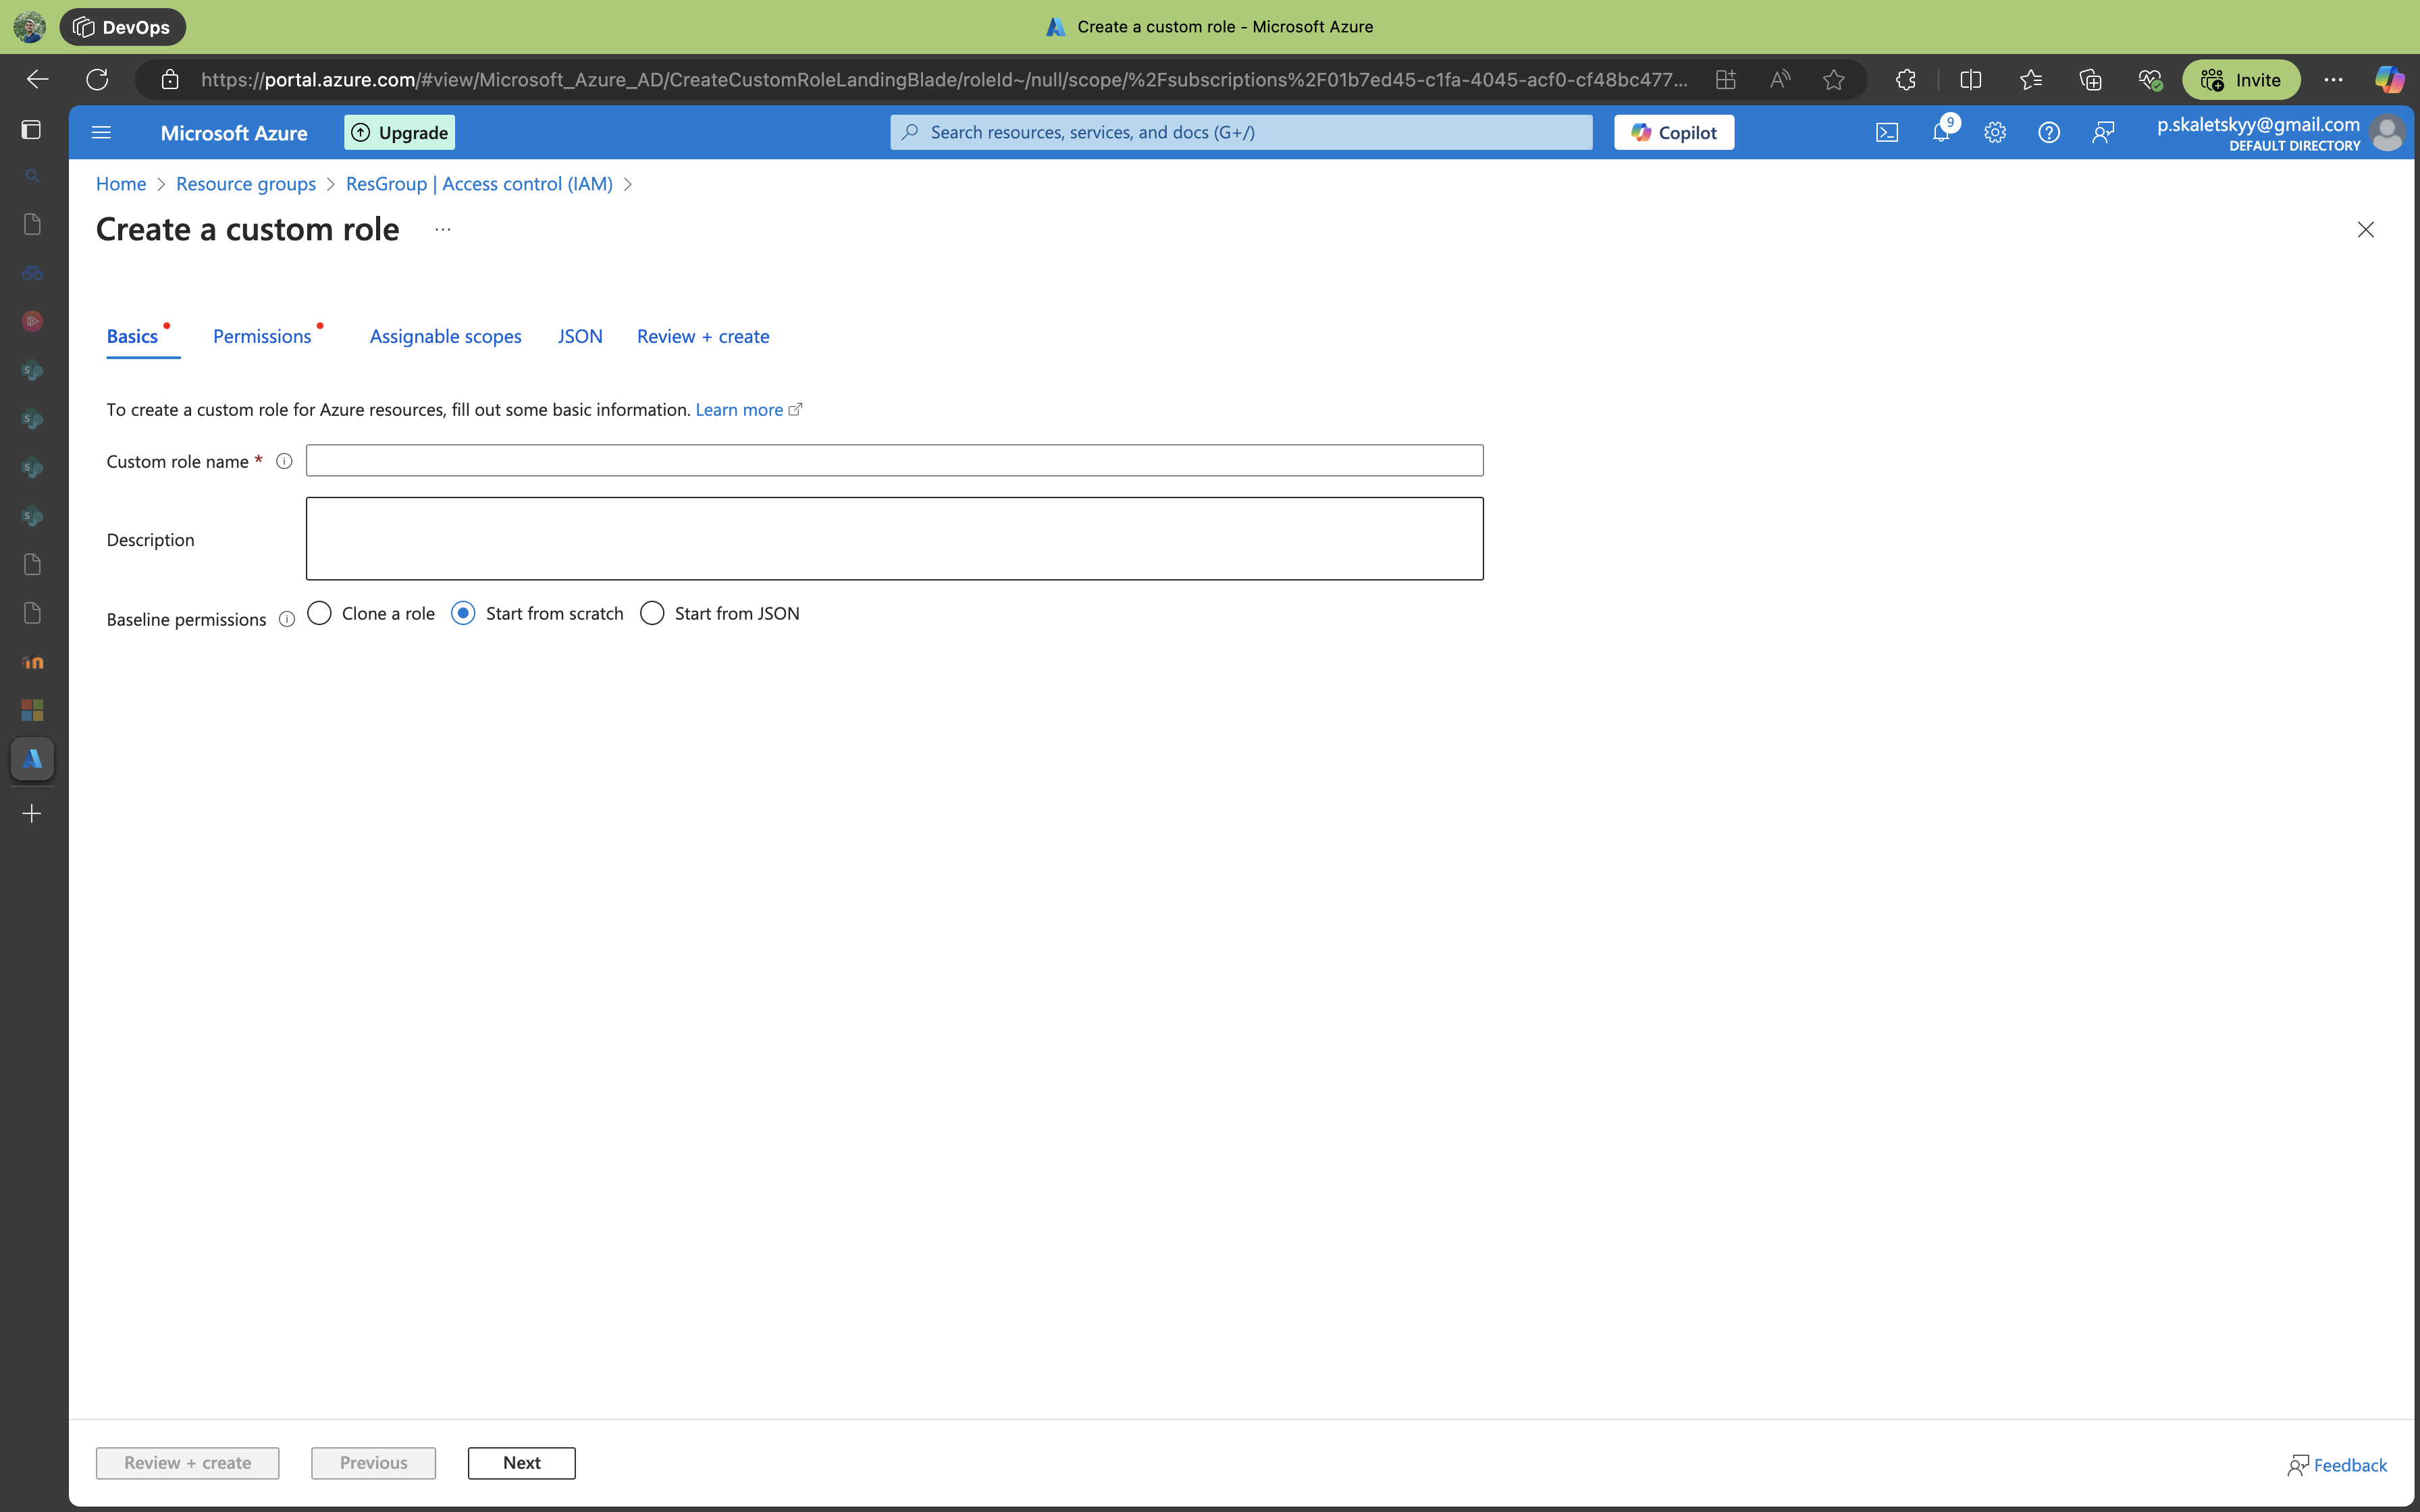 DevOps
Create a custom role - Microsoft Azure
https://portal.azure.com/#view/Microsoft_Azure_AD/CreateCustomRoleLandingBlade/roleId~/null/scope/%2Fsubscriptions%2F01b7ed45-c1fa-4045-acf0-cf48bc477...
Invite
Microsoft Azure
Upgrade
Search resources, services, and docs (G+/)
Copilot
9
p.skaletskyy@gmail.com
DEFAULT DIRECTORY
Home > Resource groups > ResGroup | Access control (IAM) >
Create a custom role ...
Basics Permissions Assignable scopes JSON Review + create
To create a custom role for Azure resources, fill out some basic information. Learn more
Custom role name *
Description
Baseline permissions Clone a role Start from scratch Start from JSON
Review + create Previous Next
Feedback